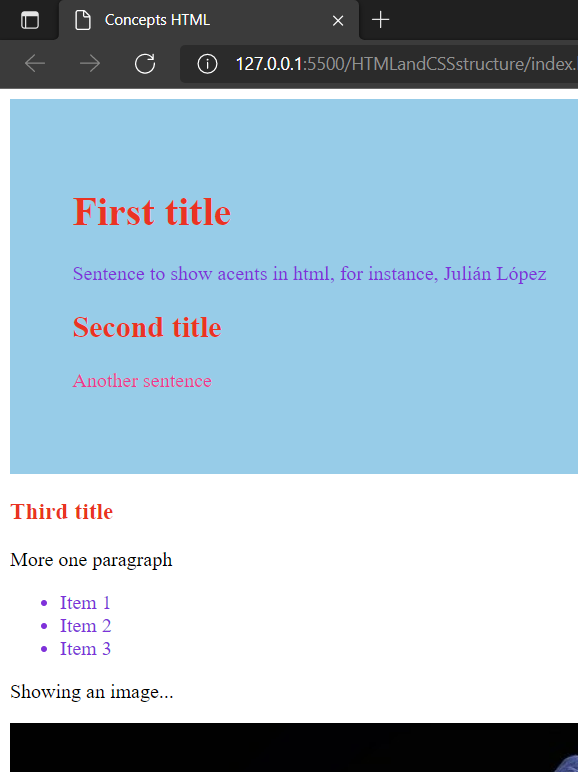 Concepts HTML
127.0.0.1:5500/HTMLandCSSstructure/index.
First title
Sentence to show acents in html, for instance, Julián López
Second title
Another sentence
Third title
More one paragraph
Item 1
Item 2
Item 3
Showing an image...